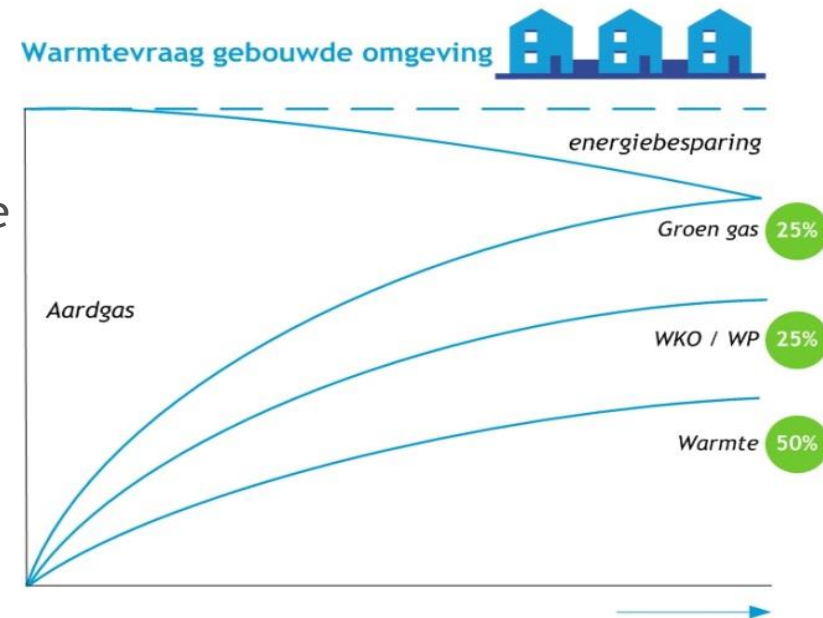 Warmtevraag gebouwde omgeving
energiebesparing
e
Groen gas 25%
Aardgas
WKO / WP 25%
Warmte 50%